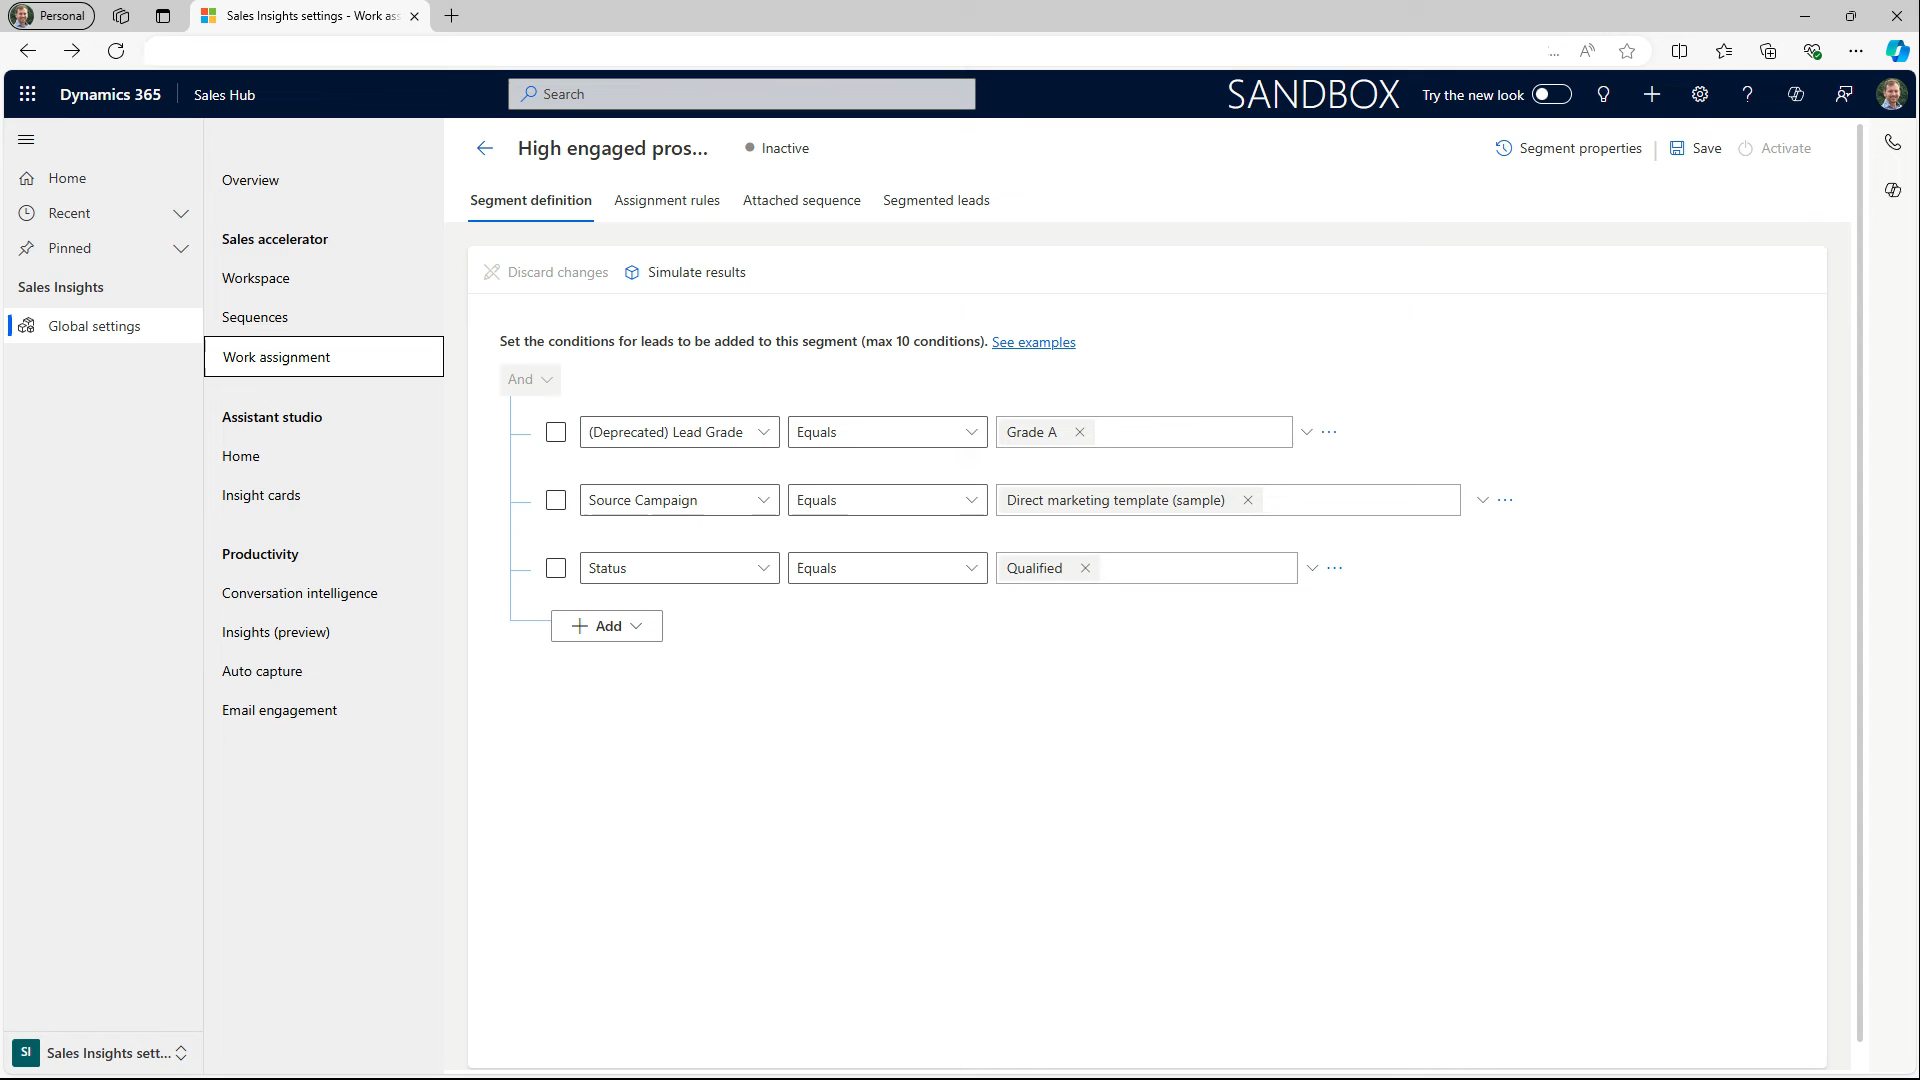 Personal
Sales Insights settings - Work ass
Dynamics 365
Sales Hub
Search
SANDBOX
Try the new look
Home
Recent
Pinned
Sales Insights
Global settings
SI
Sales Insights sett...
Overview
Sales accelerator
Workspace
Sequences
Work assignment
Assistant studio
Home
Insight cards
Productivity
Conversation intelligence
Insights (preview)
Auto capture
Email engagement
High engaged pros...
Inactive
Segment properties
Save
Activate
Segment definition
Assignment rules
Attached sequence
Segmented leads
Discard changes
Simulate results
Set the conditions for leads to be added to this segment (max 10 conditions). See examples
And
(Deprecated) Lead Grade
Equals
Grade A
Source Campaign
Equals
Direct marketing template (sample)
Status
Equals
Qualified
Add